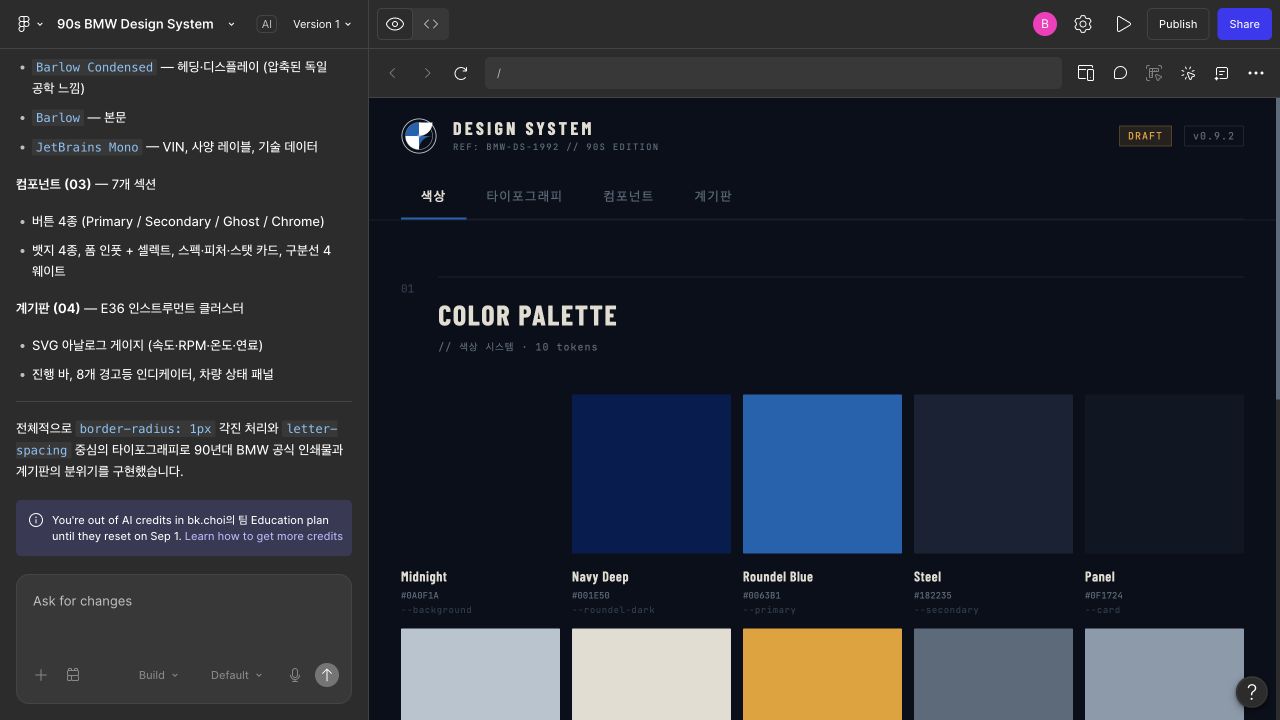 90s BMW Design System
AI
Version 1
B
Publish
Share
Barlow Condensed — 헤딩·디스플레이 (압축된 독일
공학 느낌)
Barlow — 본문
JetBrains Mono — VIN, 사양 레이블, 기술 데이터
컴포넌트 (03) — 7개 섹션
버튼 4종 (Primary / Secondary / Ghost / Chrome)
뱃지 4종, 폼 인풋 + 셀렉트, 스펙·피처·스탯 카드, 구분선 4
웨이트
계기판 (04) — E36 인스트루먼트 클러스터
SVG 아날로그 게이지 (속도·RPM·온도·연료)
진행 바, 8개 경고등 인디케이터, 차량 상태 패널
전체적으로 border-radius: 1px 각진 처리와 letter-
spacing 중심의 타이포그래피로 90년대 BMW 공식 인쇄물과
계기판의 분위기를 구현했습니다.
You're out of AI credits in bk.choi의 팀 Education plan
until they reset on Sep 1. Learn how to get more credits
Ask for changes
Build
Default
/
DESIGN SYSTEM
REF: BMW-DS-1992 // 90S EDITION
DRAFT
v0.9.2
색상
타이포그래피
컴포넌트
계기판
01
COLOR PALETTE
// 색상 시스템 · 10 tokens
Midnight
#0A0F1A
--background
Navy Deep
#001E50
--roundel-dark
Roundel Blue
#0063B1
--primary
Steel
#182235
--secondary
Panel
#0F1724
--card
?